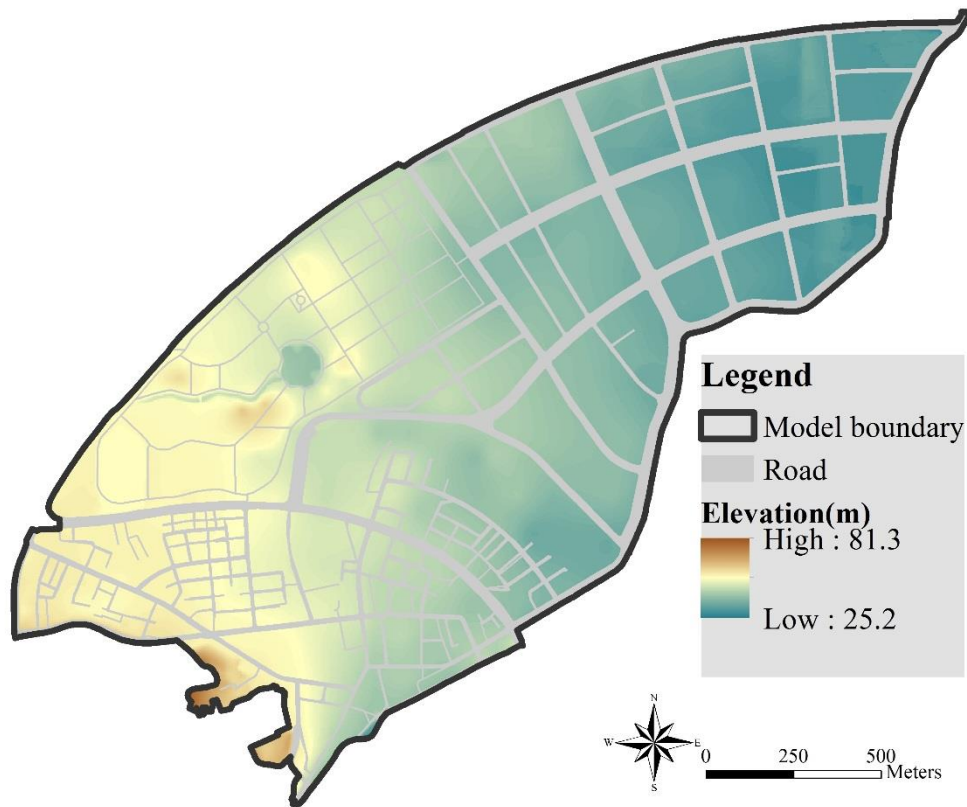 Legend
Model boundary
Road
Elevation(m)
High : 81.3
Low : 25.2
N
W E
S
0 250 500
Meters